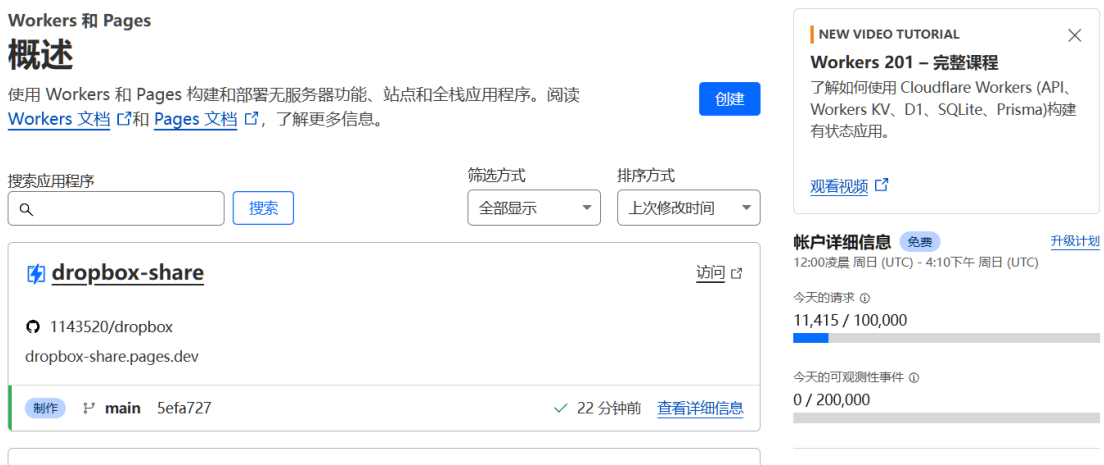 Workers 和 Pages
概述
使用 Workers 和 Pages 构建和部署无服务器功能、站点和全栈应用程序。阅读
Workers 文档 和 Pages 文档 ，了解更多信息。
创建
搜索应用程序
搜索
筛选方式
全部显示
排序方式
上次修改时间
dropbox-share
访问
1143520/dropbox
dropbox-share.pages.dev
制作 main 5efa727
22 分钟前 查看详细信息
NEW VIDEO TUTORIAL
Workers 201 – 完整课程
了解如何使用 Cloudflare Workers (API、
Workers KV、D1、SQLite、Prisma)构建
有状态应用。
观看视频
帐户详细信息 免费 升级计划
12:00凌晨 周日 (UTC) - 4:10下午 周日 (UTC)
今天的请求
11,415 / 100,000
今天的可观测性事件
0 / 200,000